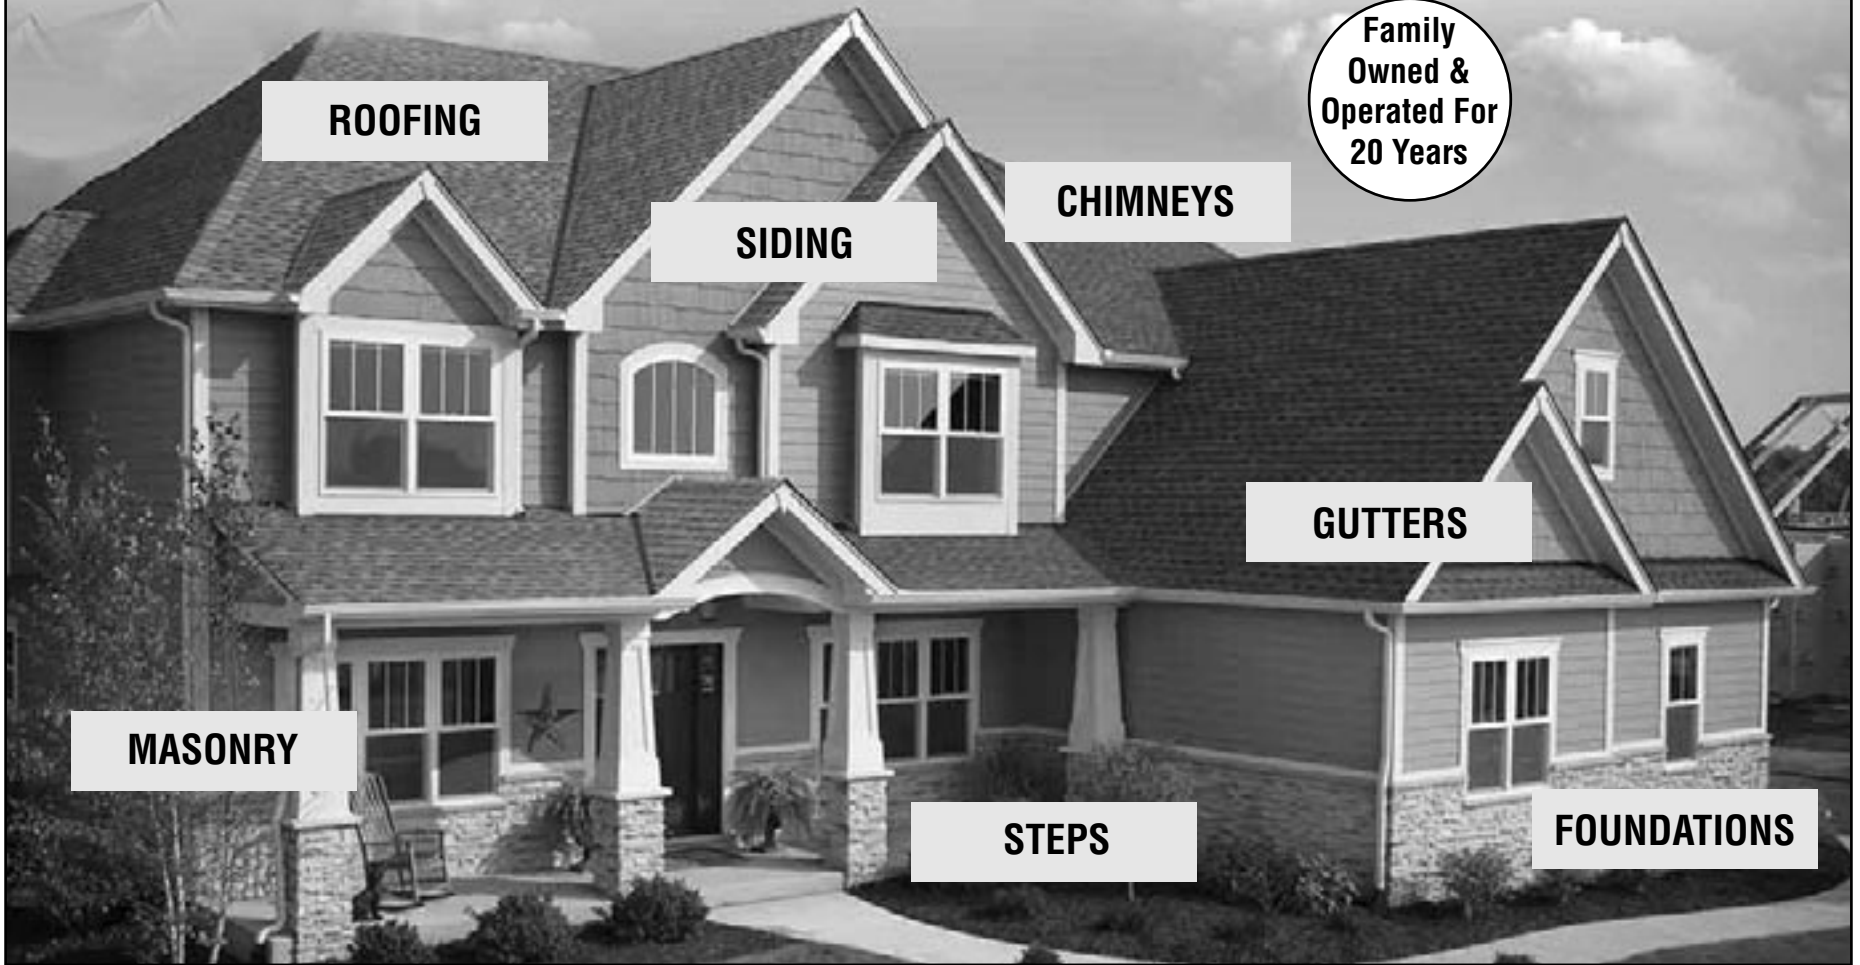 Family
Owned &
Operated For
20 Years
ROOFING
CHIMNEYS
SIDING
GUTTERS
MASONRY
STEPS
FOUNDATIONS